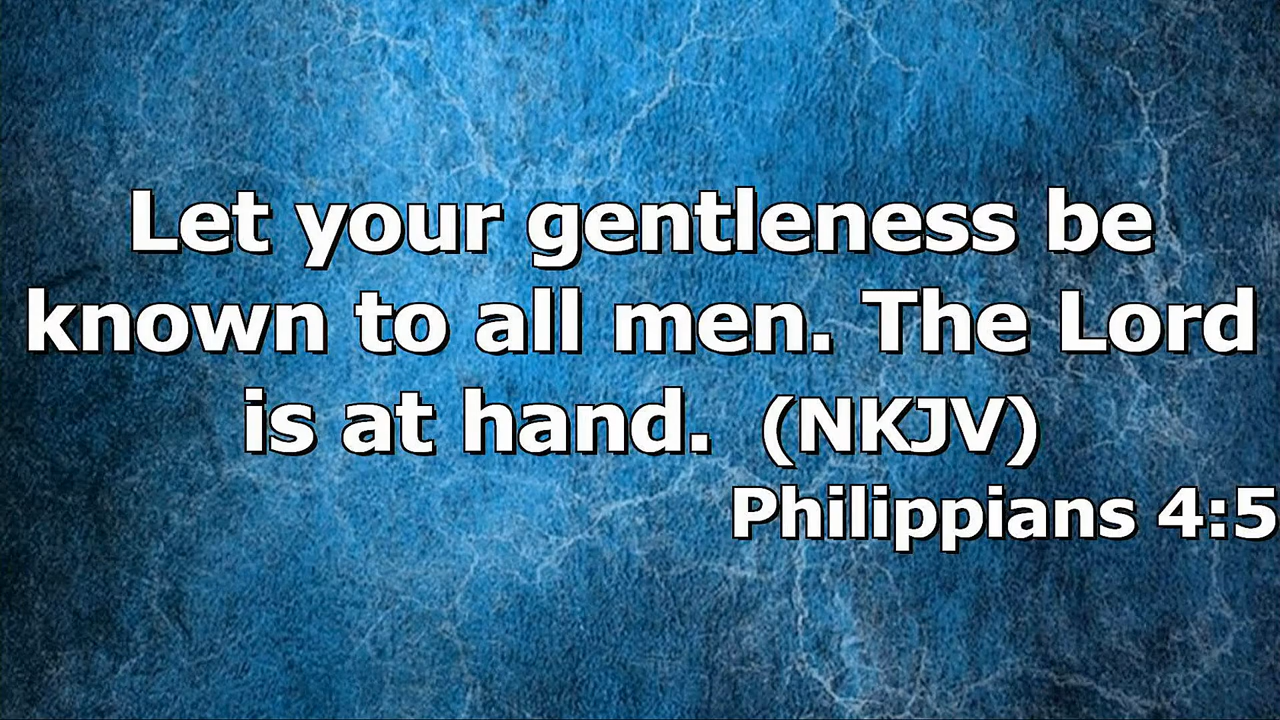 Let your gentleness be
known to all men. The Lord
is at hand.  (NKJV)
Philippians 4:5